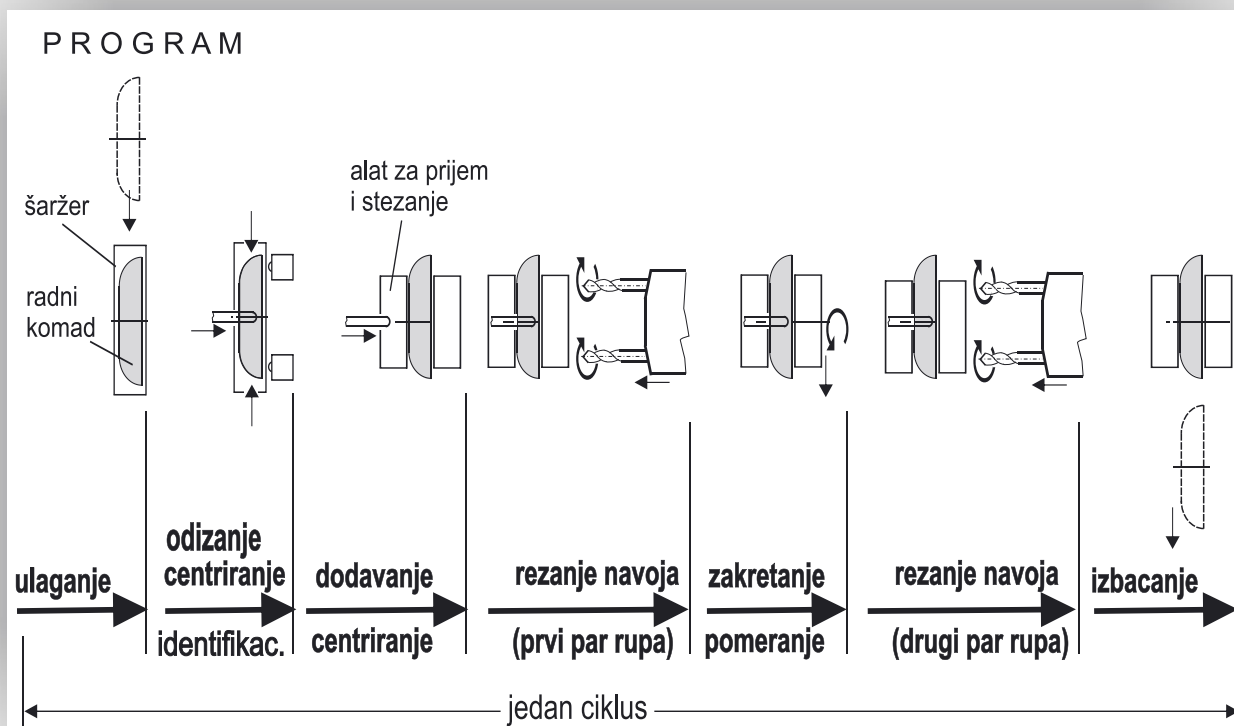 PROGRAM
šaržer
radni
komad
alat za prijem
i stezanje
ulaganje
odizanje
centriranje
identifikac.
dodavanje
centriranje
rezanje navoja
(prvi par rupa)
zakretanje
pomeranje
rezanje navoja
(drugi par rupa)
izbacanje
jedan ciklus